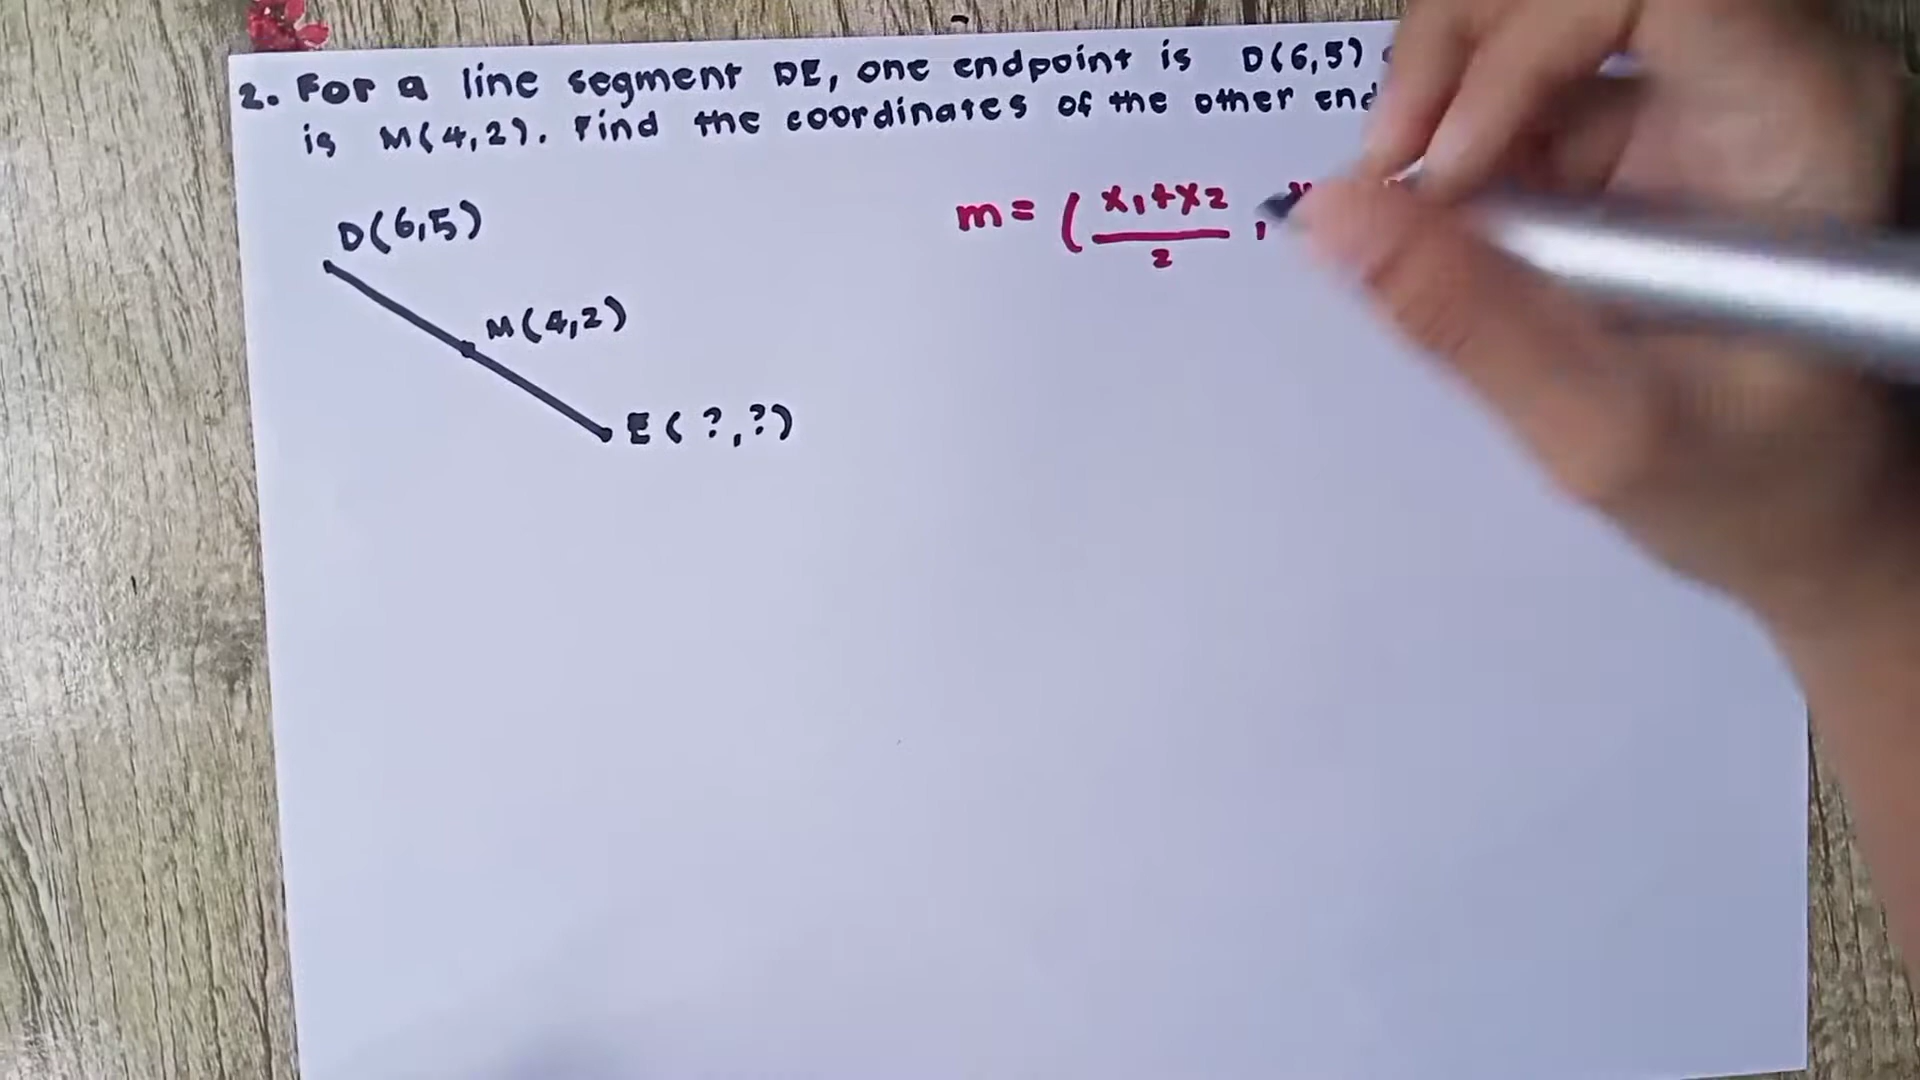 2. For a line segment DE, one endpoint is D(6,5)
is M(4,2). Find the coordinates of the other end
D(6,5)
m = ( x₁+x₂ / 2 ,
M(4,2)
E(?,?)